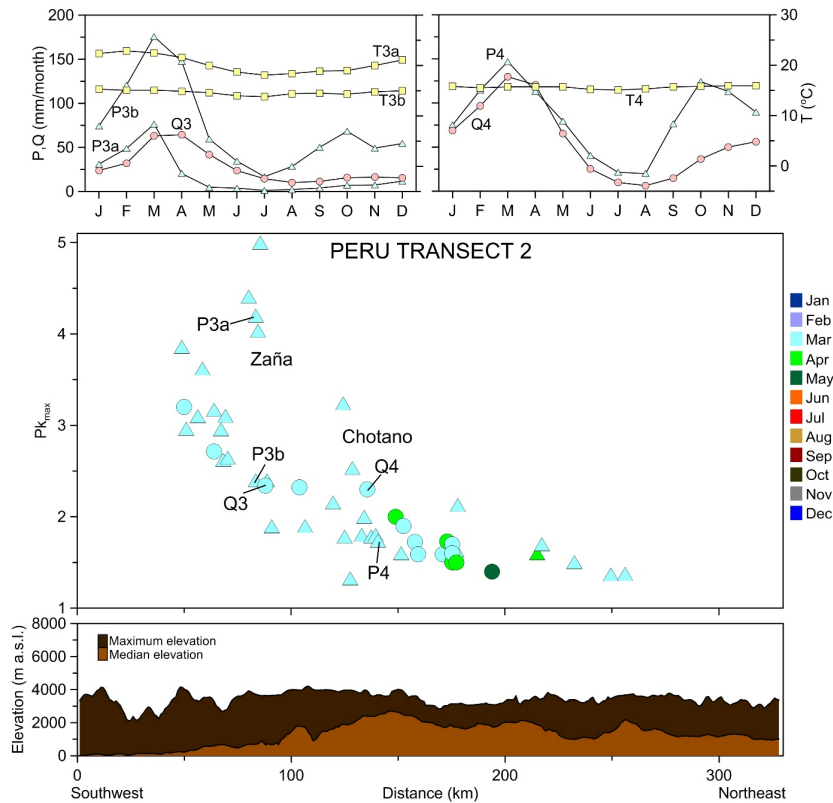 200
150
100
50
0
P,Q (mm/month)
T3a
T3b
P3b
P3a
Q3
J F M A M J J A S O N D
P4
Q4
T4
30
20
10
0
T (ºC)
J F M A M J J A S O N D
PERU TRANSECT 2
5
4
3
2
1
Pkmax
P3a
Zaña
P3b
Q3
Chotano
Q4
P4
Jan
Feb
Mar
Apr
May
Jun
Jul
Aug
Sep
Oct
Nov
Dec
8000
6000
4000
2000
0
Elevation (m a.s.l.)
Maximum elevation
Median elevation
0 100 200 300
Southwest Distance (km) Northeast